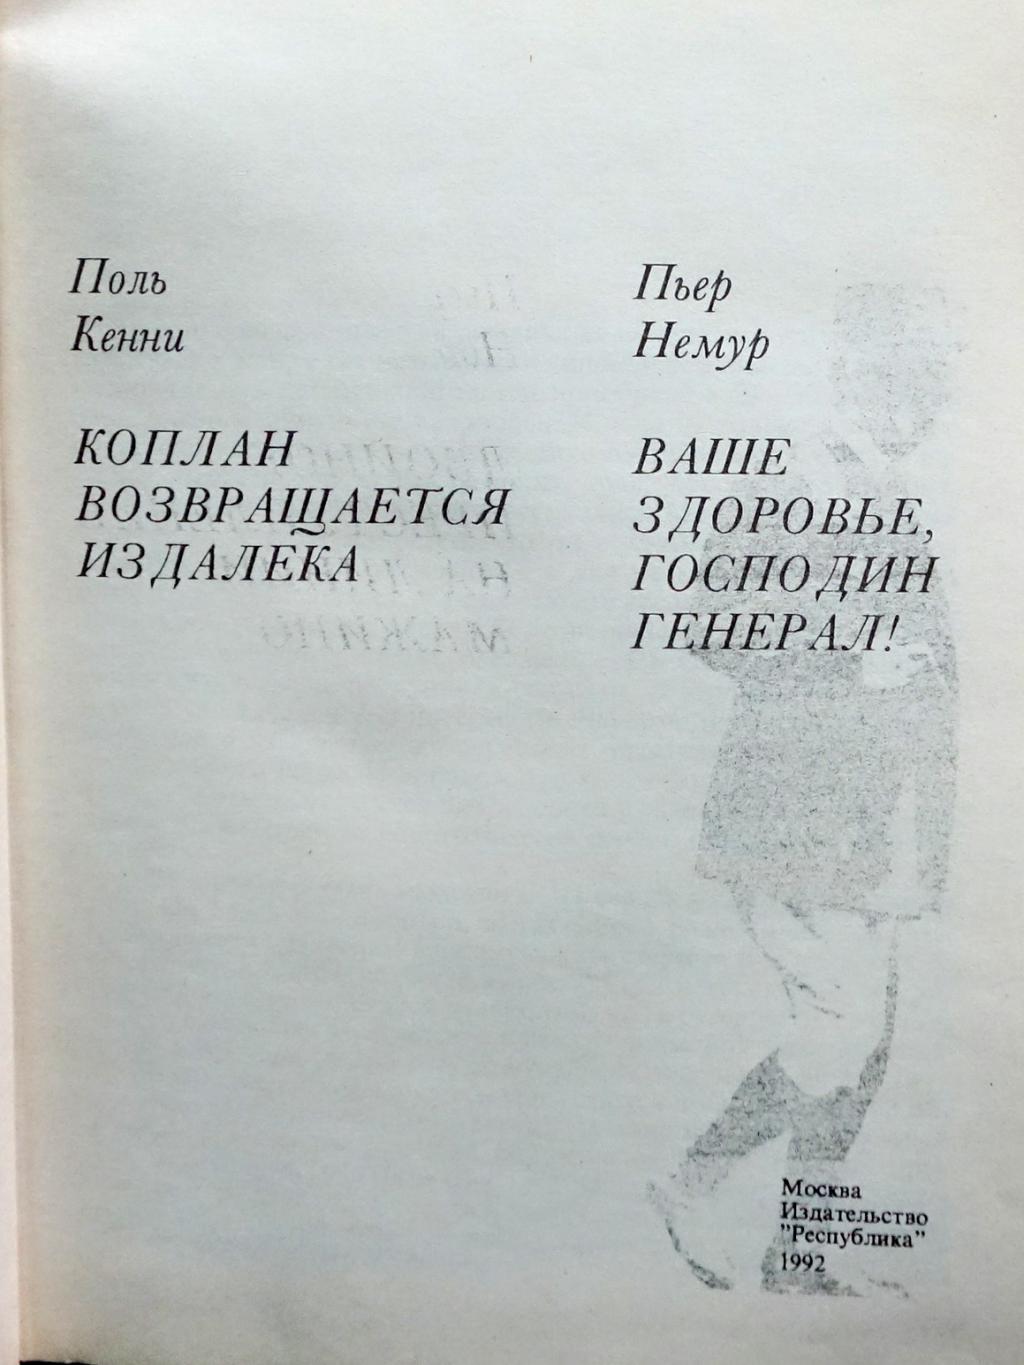 Поль
Кенни
КОПЛАН
ВОЗВРАЩАЕТСЯ
ИЗДАЛЕКА
Пьер
Немур
ВАШЕ
ЗДОРОВЬЕ,
ГОСПОДИН
ГЕНЕРАЛ!
Москва
Издательство
"Республика"
1992